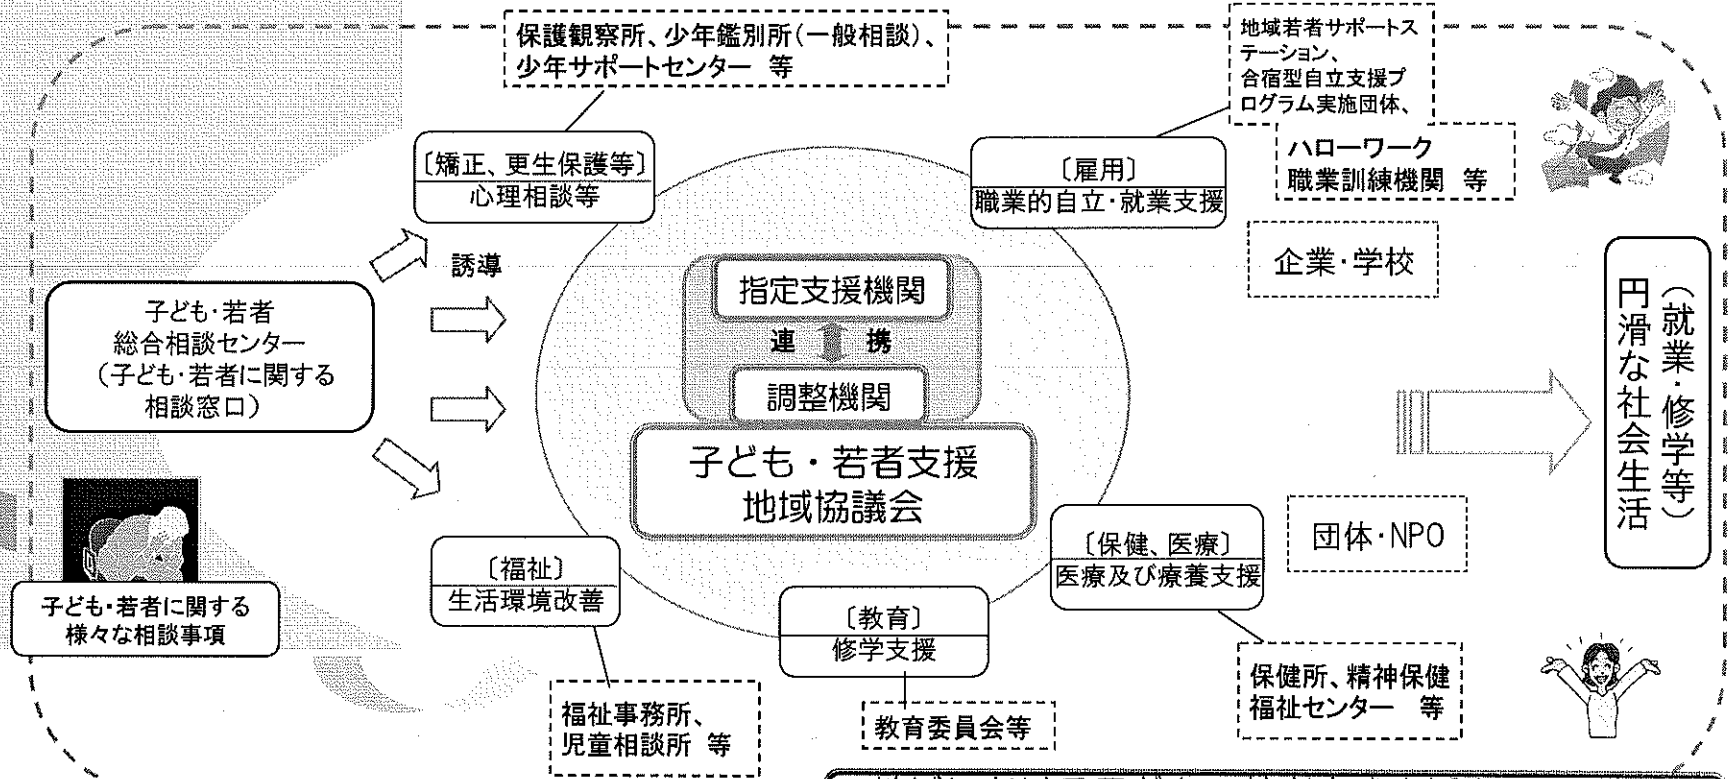 保護観察所、少年鑑別所(一般相談)、
少年サポートセンター 等
地域若者サポートス
テーション、
合宿型自立支援プ
ログラム実施団体、
ハローワーク
職業訓練機関 等
〔矯正、更生保護等〕
心理相談等
〔雇用〕
職業的自立・就業支援
誘導
企業・学校
子ども・若者
総合相談センター
(子ども・若者に関する
相談窓口)
指定支援機関
連 携
調整機関
子ども・若者支援
地域協議会
円滑な社会生活
(就業・修学等)
団体・NPO
子ども・若者に関する
様々な相談事項
〔福祉〕
生活環境改善
〔教育〕
修学支援
〔保健、医療〕
医療及び療養支援
福祉事務所、
児童相談所 等
教育委員会等
保健所、精神保健
福祉センター 等